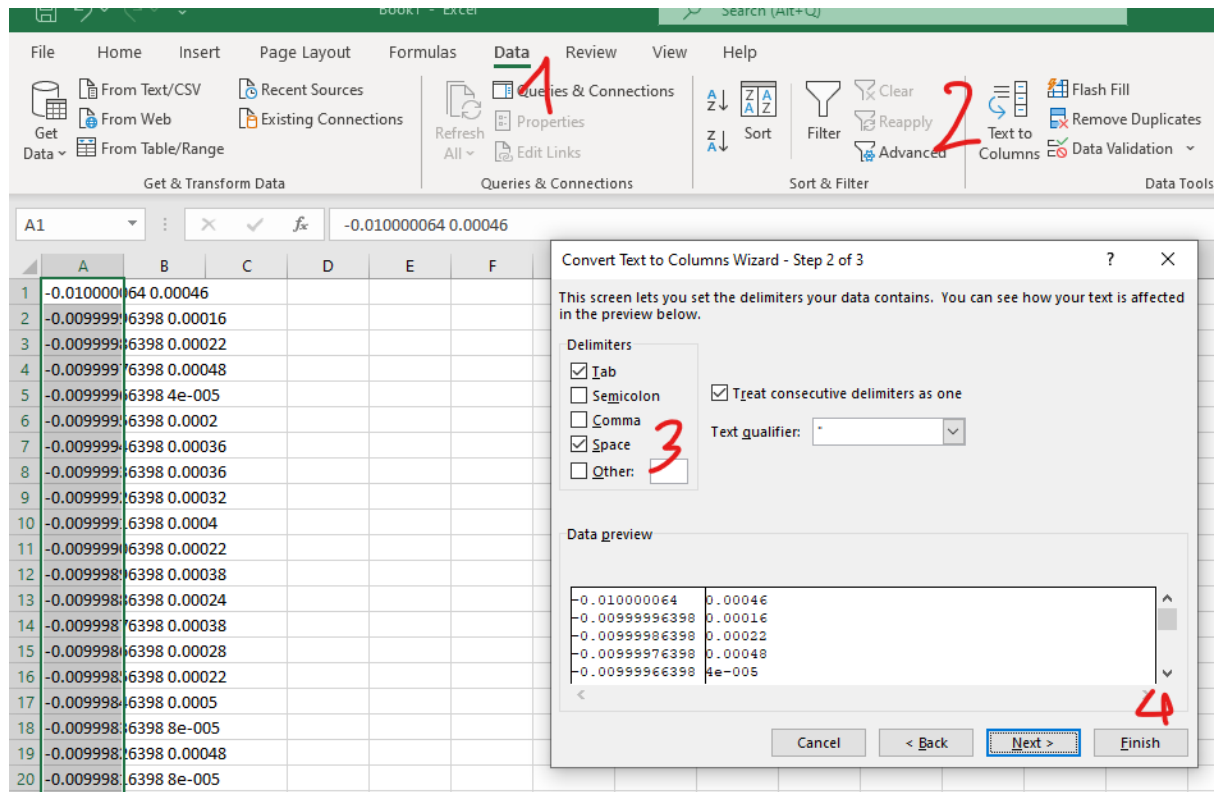 Book1 - Excel
Search (Alt+Q)
File Home Insert Page Layout Formulas Data Review View Help
1
2
Get Data
From Text/CSV
From Web
From Table/Range
Recent Sources
Existing Connections
Get & Transform Data
Refresh All
Queries & Connections
Properties
Edit Links
Queries & Connections
Sort
Filter
Clear
Reapply
Advanced
Sort & Filter
Text to Columns
Flash Fill
Remove Duplicates
Data Validation
Data Tools
A1 fx -0.010000064 0.00046
A B C D E F
1 -0.010000064 0.00046
2 -0.00999996398 0.00016
3 -0.00999986398 0.00022
4 -0.00999976398 0.00048
5 -0.00999966398 4e-005
6 -0.00999956398 0.0002
7 -0.00999946398 0.00036
8 -0.00999936398 0.00036
9 -0.00999926398 0.00032
10 -0.00999916398 0.0004
11 -0.00999906398 0.00022
12 -0.00999896398 0.00038
13 -0.00999886398 0.00024
14 -0.00999876398 0.00038
15 -0.00999866398 0.00028
16 -0.00999856398 0.00022
17 -0.00999846398 0.0005
18 -0.00999836398 8e-005
19 -0.00999826398 0.00048
20 -0.00999816398 8e-005
Convert Text to Columns Wizard - Step 2 of 3 ?
This screen lets you set the delimiters your data contains. You can see how your text is affected
in the preview below.
Delimiters
Tab
Semicolon
Comma
Space
Other:
3
Treat consecutive delimiters as one
Text qualifier: "
Data preview
-0.010000064 0.00046
-0.00999996398 0.00016
-0.00999986398 0.00022
-0.00999976398 0.00048
-0.00999966398 4e-005
4
Cancel < Back Next > Finish